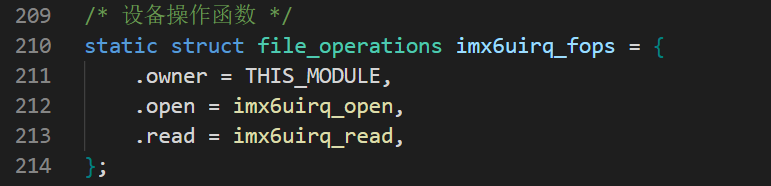 209 /* 设备操作函数 */
210 static struct file_operations imx6uirq_fops = {
211     .owner = THIS_MODULE,
212     .open = imx6uirq_open,
213     .read = imx6uirq_read,
214 };